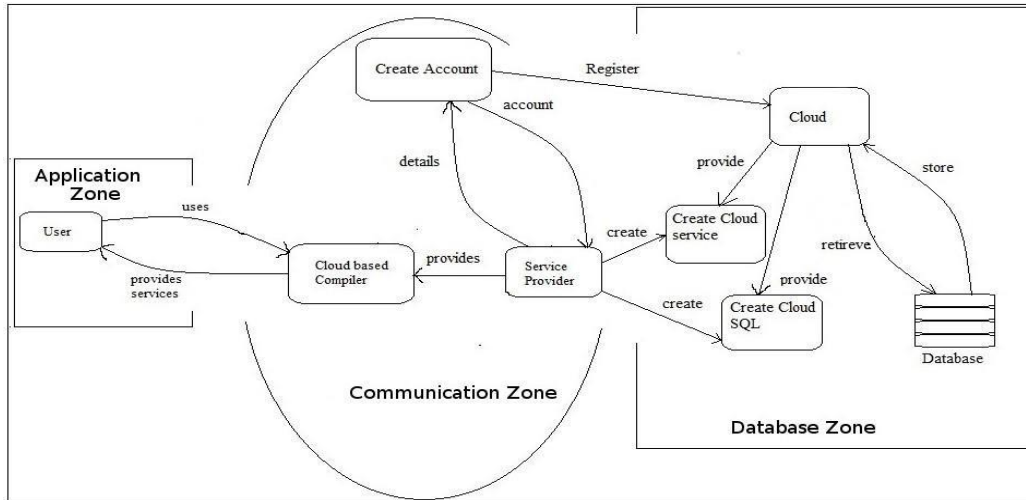 Create Account
Register
account
Cloud
details
provide
store
Application
Zone
uses
User
Create Cloud
service
create
retireve
Cloud based
Compiler
provides
Service
Provider
provides
services
provide
create
Create Cloud
SQL
Database
Communication Zone
Database Zone